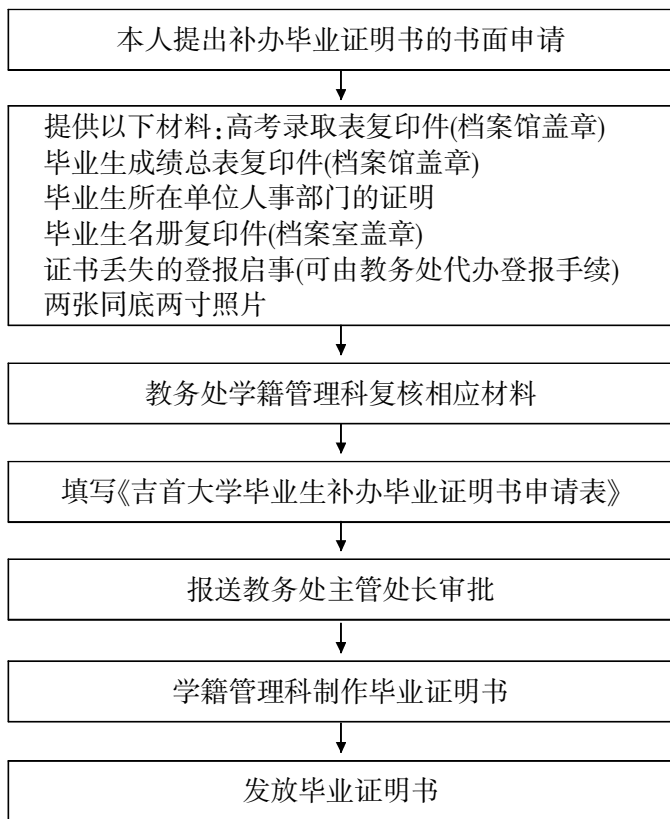 本人提出补办毕业证明书的书面申请
提供以下材料:高考录取表复印件(档案馆盖章)
毕业生成绩总表复印件(档案馆盖章)
毕业生所在单位人事部门的证明
毕业生名册复印件(档案室盖章)
证书丢失的登报启事(可由教务处代办登报手续)
两张同底两寸照片
教务处学籍管理科复核相应材料
填写《吉首大学毕业生补办毕业证明书申请表》
报送教务处主管处长审批
学籍管理科制作毕业证明书
发放毕业证明书